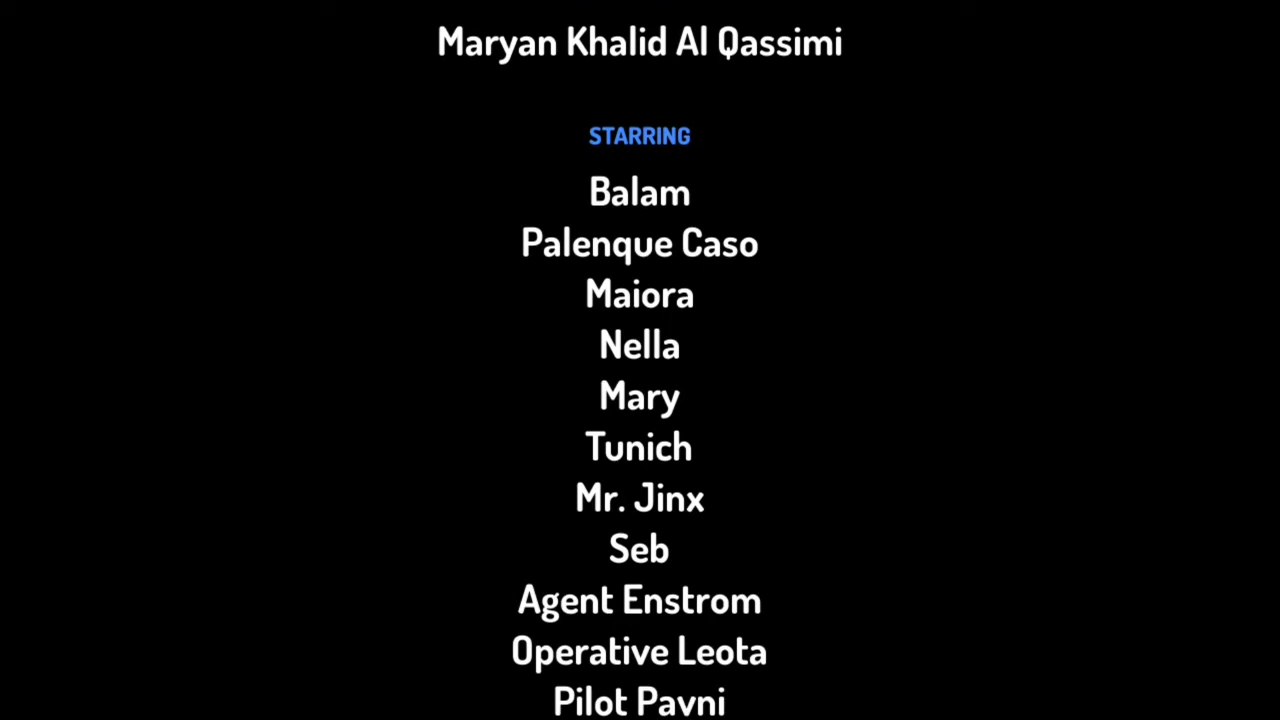 Maryan Khalid Al Qassimi
STARRING
Balam
Palenque Caso
Maiora
Nella
Mary
Tunich
Mr. Jinx
Seb
Agent Enstrom
Operative Leota
Pilot Pavni